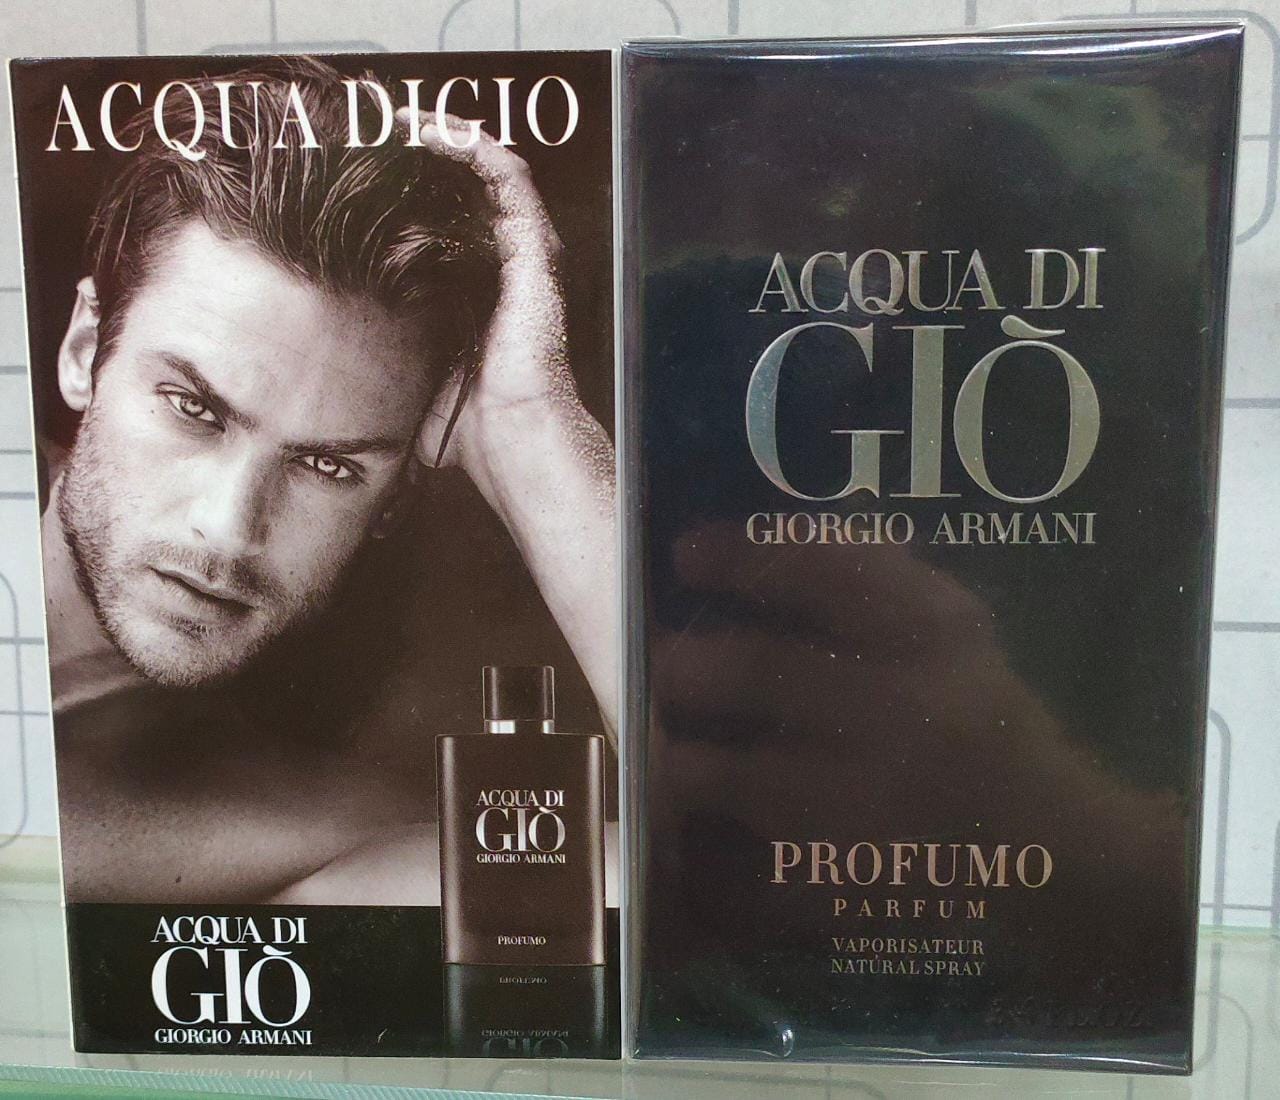 ACQUA DIGIO
ACQUA DI
GIÒ
GIORGIO ARMANI
PROFUMO
ACQUA DI
GIÒ
GIORGIO ARMANI
ACQUA DI
GIÒ
GIORGIO ARMANI
PROFUMO
PARFUM
VAPORISATEUR
NATURAL SPRAY